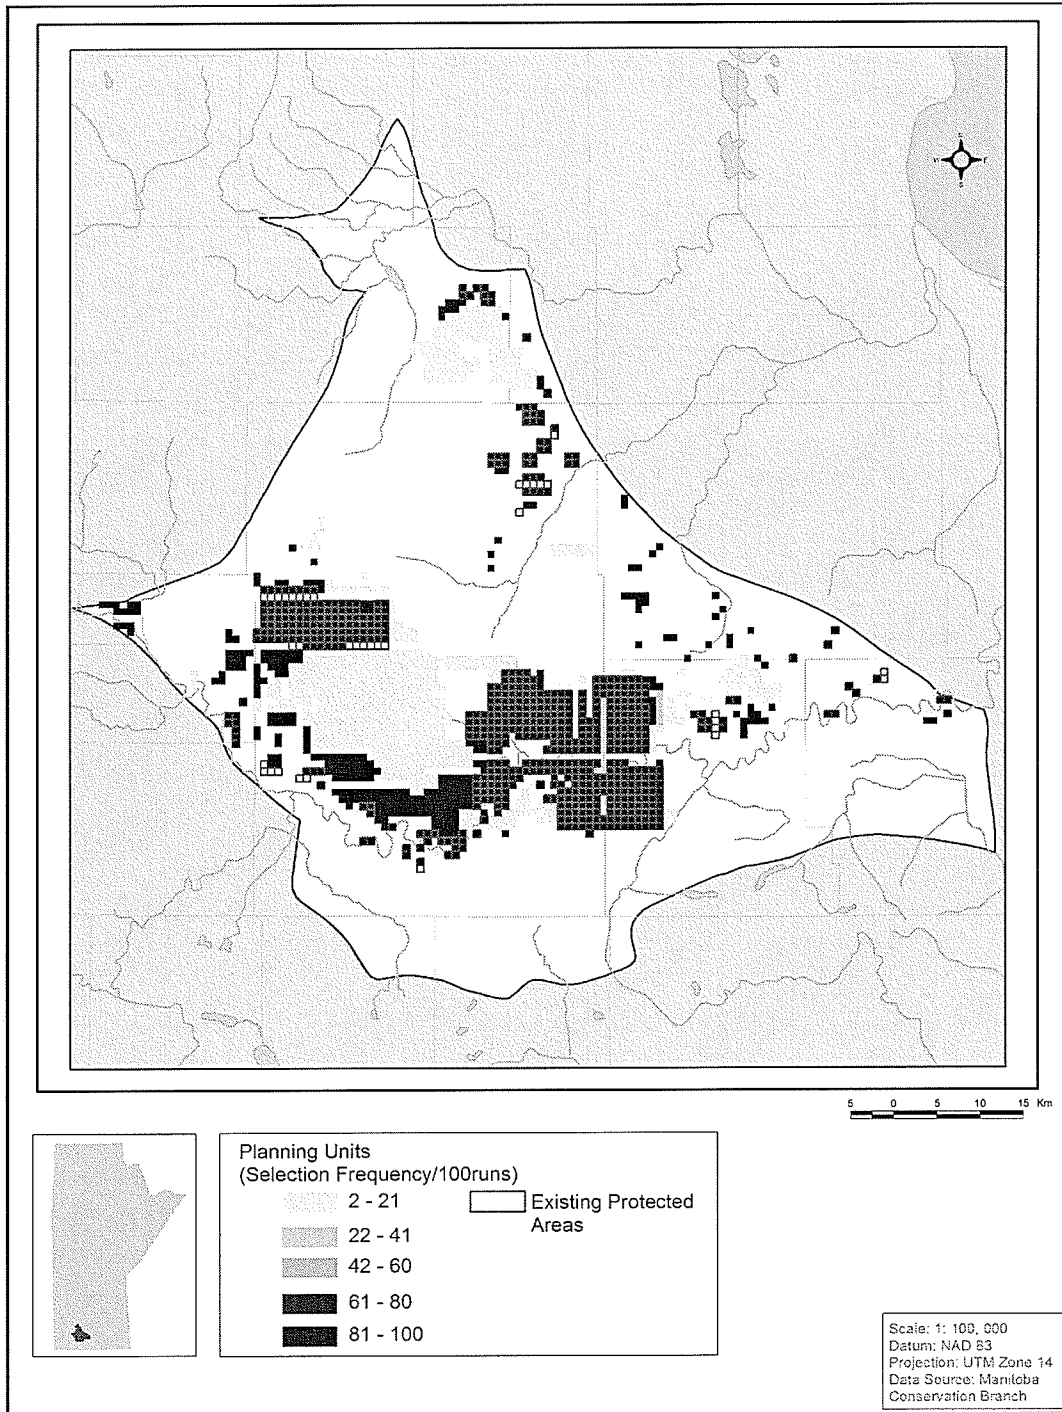 W
S
5 0 5 10 15 Km
Planning Units
(Selection Frequency/100runs)
2 - 21
22 - 41
42 - 60
61 - 80
81 - 100
Existing Protected
Areas
Scale: 1: 100, 000
Datum: NAD 83
Projection: UTM Zone 14
Data Source: Manitoba
Conservation Branch